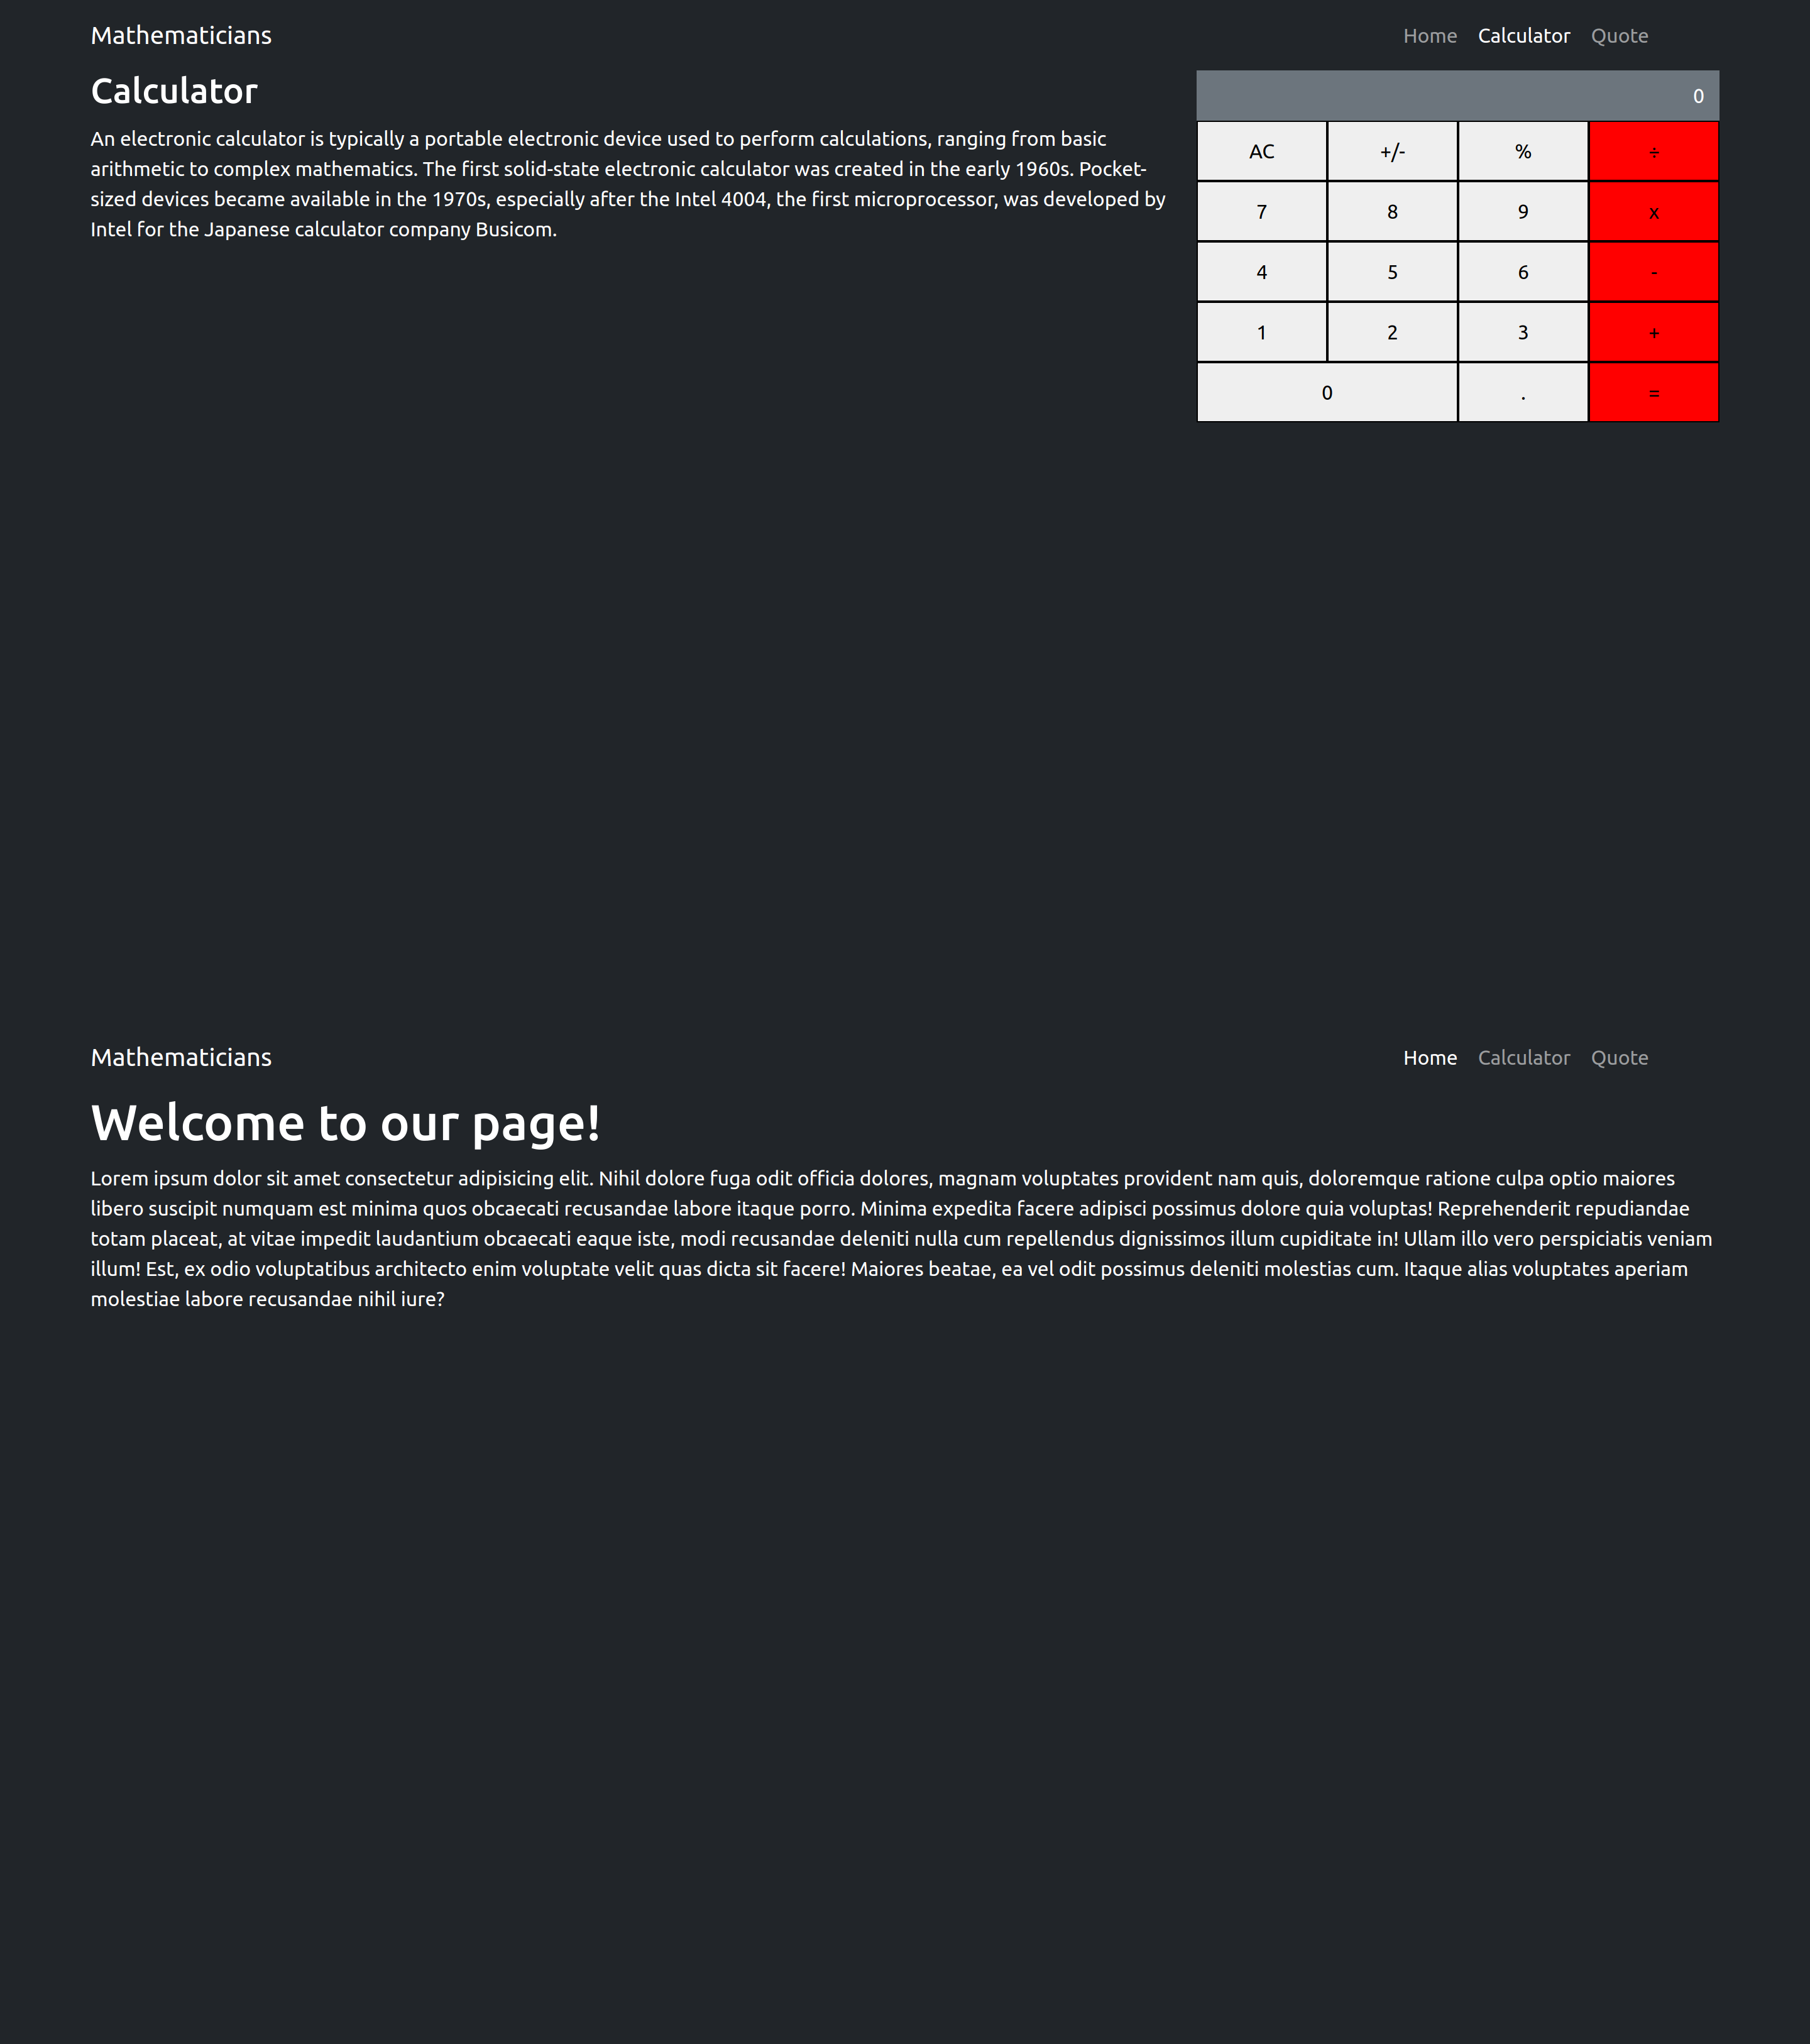 Mathematicians
Home Calculator Quote
Calculator
An electronic calculator is typically a portable electronic device used to perform calculations, ranging from basic
arithmetic to complex mathematics. The first solid-state electronic calculator was created in the early 1960s. Pocket-
sized devices became available in the 1970s, especially after the Intel 4004, the first microprocessor, was developed by
Intel for the Japanese calculator company Busicom.
0
AC +/- % ÷
7 8 9 x
4 5 6 -
1 2 3 +
0 . =
Mathematicians
Home Calculator Quote
Welcome to our page!
Lorem ipsum dolor sit amet consectetur adipisicing elit. Nihil dolore fuga odit officia dolores, magnam voluptates provident nam quis, doloremque ratione culpa optio maiores
libero suscipit numquam est minima quos obcaecati recusandae labore itaque porro. Minima expedita facere adipisci possimus dolore quia voluptas! Reprehenderit repudiandae
totam placeat, at vitae impedit laudantium obcaecati eaque iste, modi recusandae deleniti nulla cum repellendus dignissimos illum cupiditate in! Ullam illo vero perspiciatis veniam
illum! Est, ex odio voluptatibus architecto enim voluptate velit quas dicta sit facere! Maiores beatae, ea vel odit possimus deleniti molestias cum. Itaque alias voluptates aperiam
molestiae labore recusandae nihil iure?